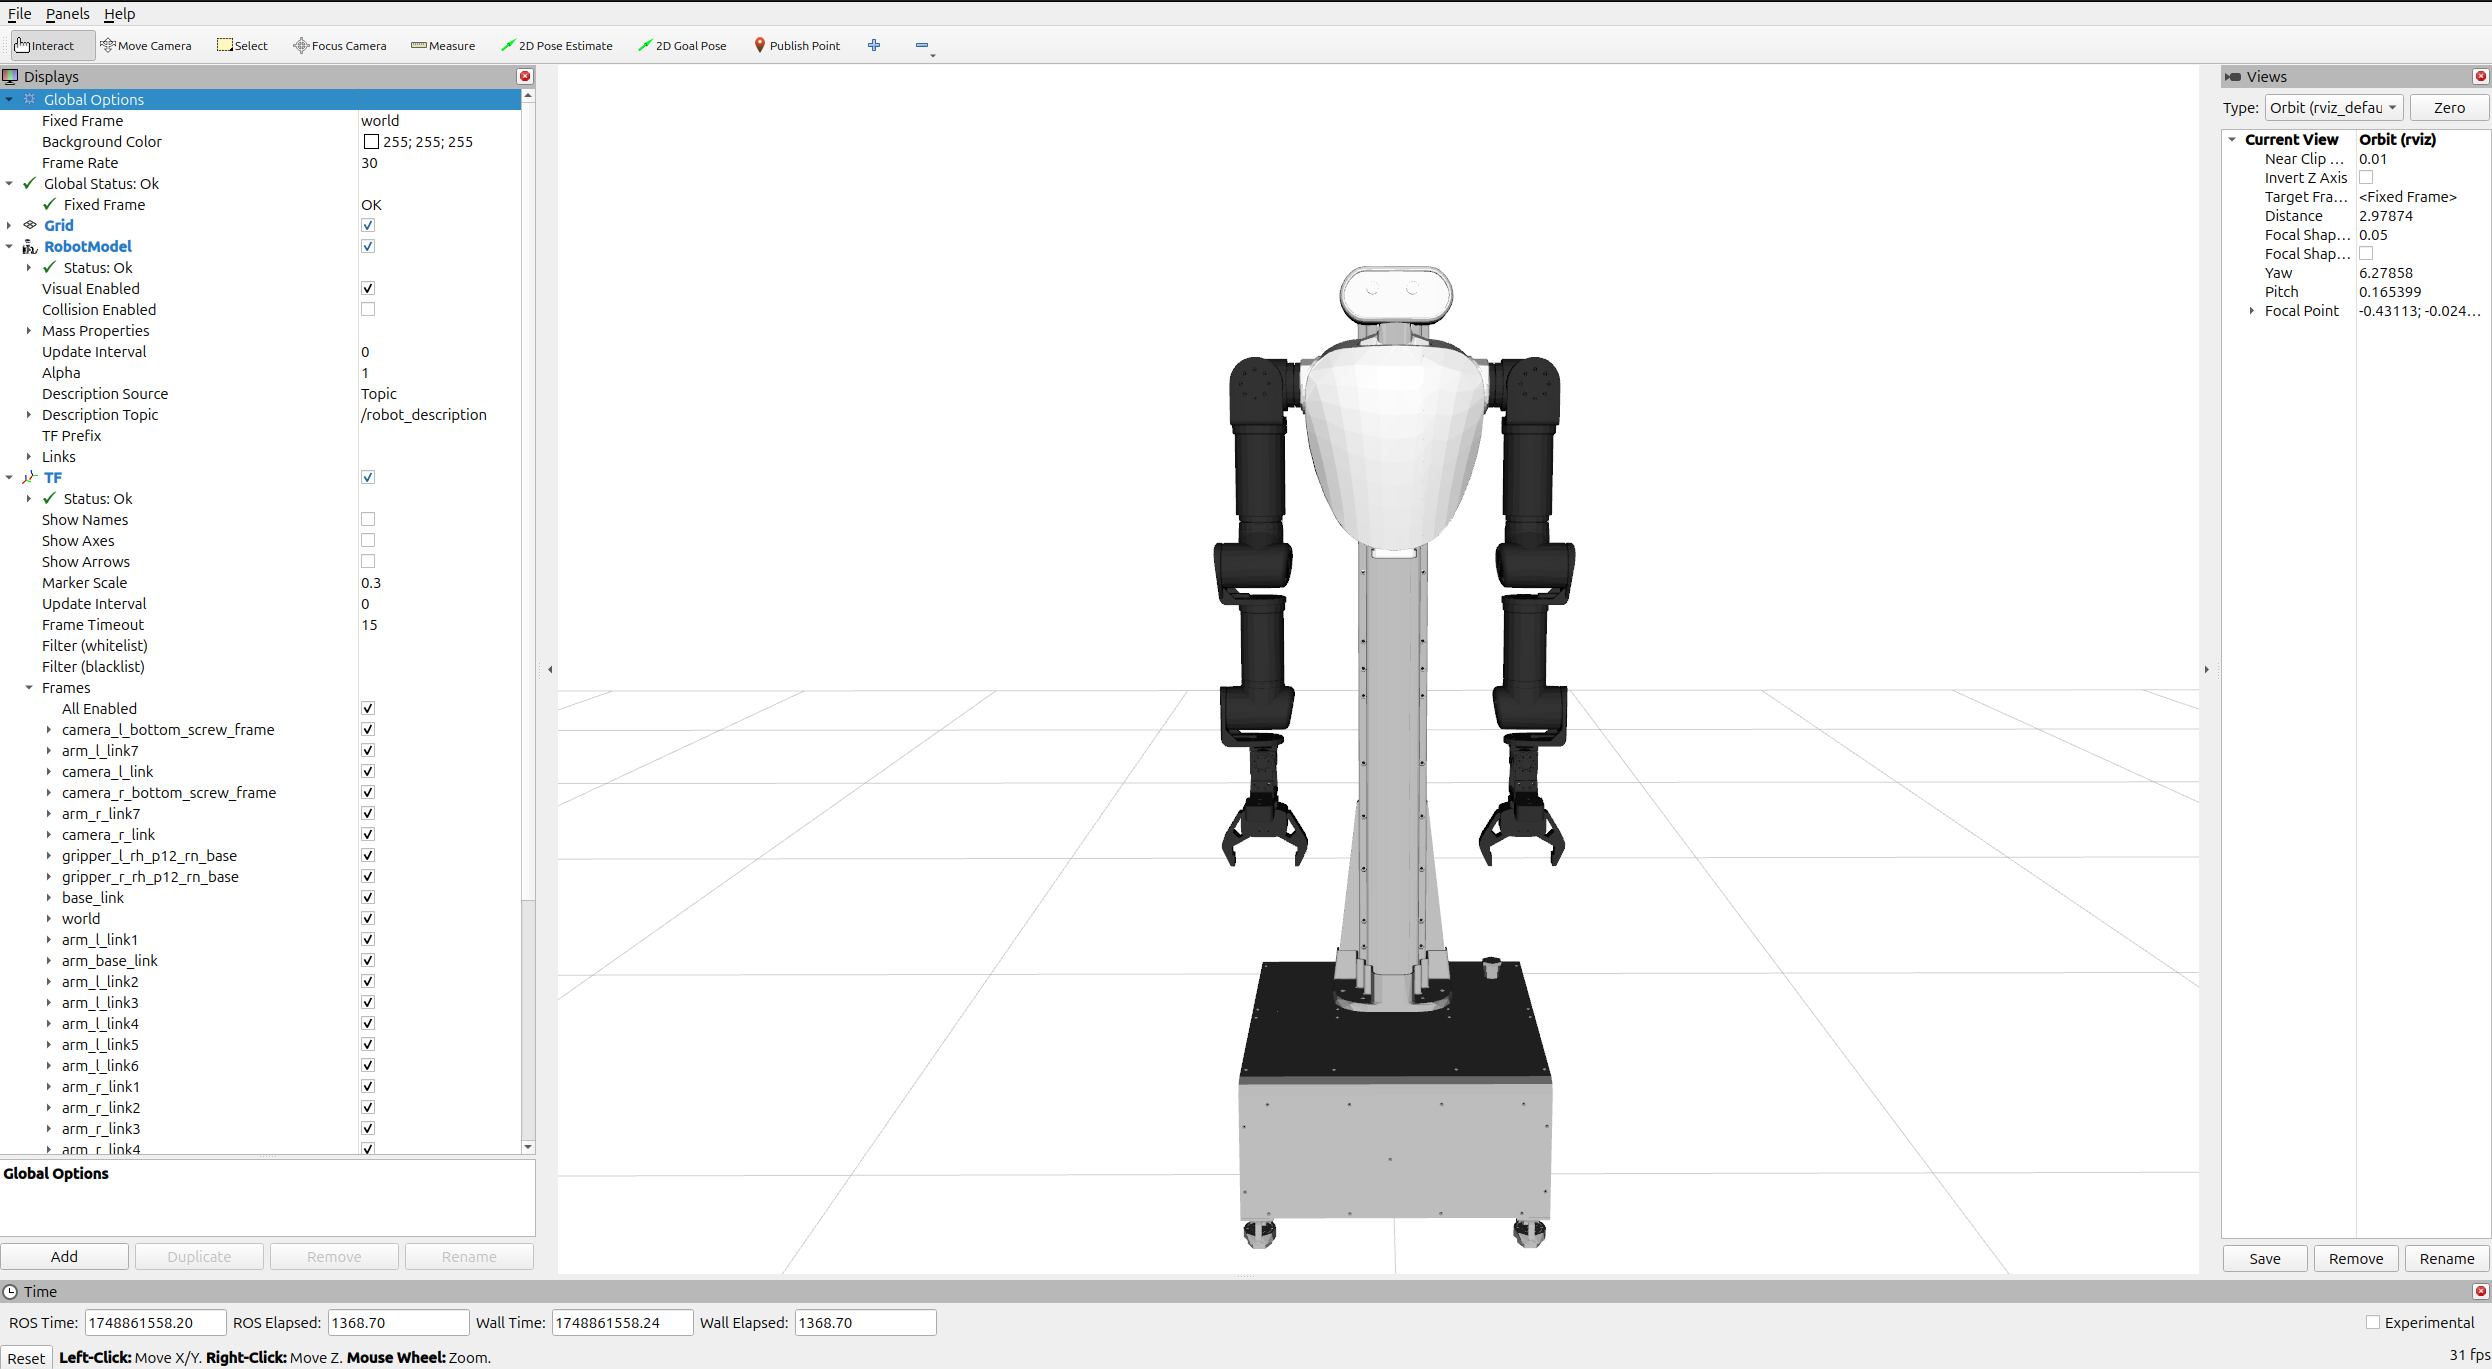 File Panels Help
Interact Move Camera Select Focus Camera Measure 2D Pose Estimate 2D Goal Pose Publish Point
Displays
Global Options
Fixed Frame world
Background Color 255; 255; 255
Frame Rate 30
Global Status: Ok
Fixed Frame OK
Grid
RobotModel
Status: Ok
Visual Enabled
Collision Enabled
Mass Properties
Update Interval 0
Alpha 1
Description Source Topic
Description Topic /robot_description
TF Prefix
Links
TF
Status: Ok
Show Names
Show Axes
Show Arrows
Marker Scale 0.3
Update Interval 0
Frame Timeout 15
Filter (whitelist)
Filter (blacklist)
Frames
All Enabled
camera_l_bottom_screw_frame
arm_l_link7
camera_l_link
camera_r_bottom_screw_frame
arm_r_link7
camera_r_link
gripper_l_rh_p12_rn_base
gripper_r_rh_p12_rn_base
base_link
world
arm_l_link1
arm_base_link
arm_l_link2
arm_l_link3
arm_l_link4
arm_l_link5
arm_l_link6
arm_r_link1
arm_r_link2
arm_r_link3
arm_r_link4
Global Options
Add Duplicate Remove Rename
Views
Type: Orbit (rviz_defau Zero
Current View Orbit (rviz)
Near Clip ... 0.01
Invert Z Axis
Target Fra... <Fixed Frame>
Distance 2.97874
Focal Shap... 0.05
Focal Shap...
Yaw 6.27858
Pitch 0.165399
Focal Point -0.43113; -0.024...
Save Remove Rename
Time
ROS Time: 1748861558.20 ROS Elapsed: 1368.70 Wall Time: 1748861558.24 Wall Elapsed: 1368.70 Experimental
Reset Left-Click: Move X/Y. Right-Click: Move Z. Mouse Wheel: Zoom. 31 fps